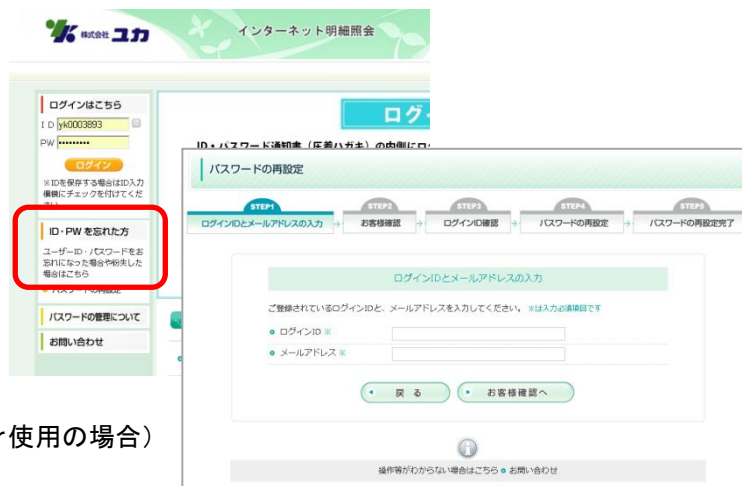 株式会社 ユカ
インターネット明細照会
ログインはこちら
ID yk0003893
PW •••••••••
ログイン
※IDを保存する場合はID入力
欄横にチェックを付けてくだ
さい
ID・PW を忘れた方
ユーザーID・パスワードをお
忘れになった場合や紛失した
場合はこちら
パスワードの再設定
パスワードの管理について
お問い合わせ
ログ
ID・パスワード通知書（圧着ハガキ）の内側にロ
パスワードの再設定
STEP1 STEP2 STEP3 STEP4 STEP5
ログインIDとメールアドレスの入力 お客様確認 ログインID確認 パスワードの再設定 パスワードの再設定完了
ログインIDとメールアドレスの入力
ご登録されているログインIDと、メールアドレスを入力してください。 ※は入力必須項目です
ログインID ※
メールアドレス ※
戻 る お客様確認へ
操作等がわからない場合はこちら お問い合わせ
r使用の場合）